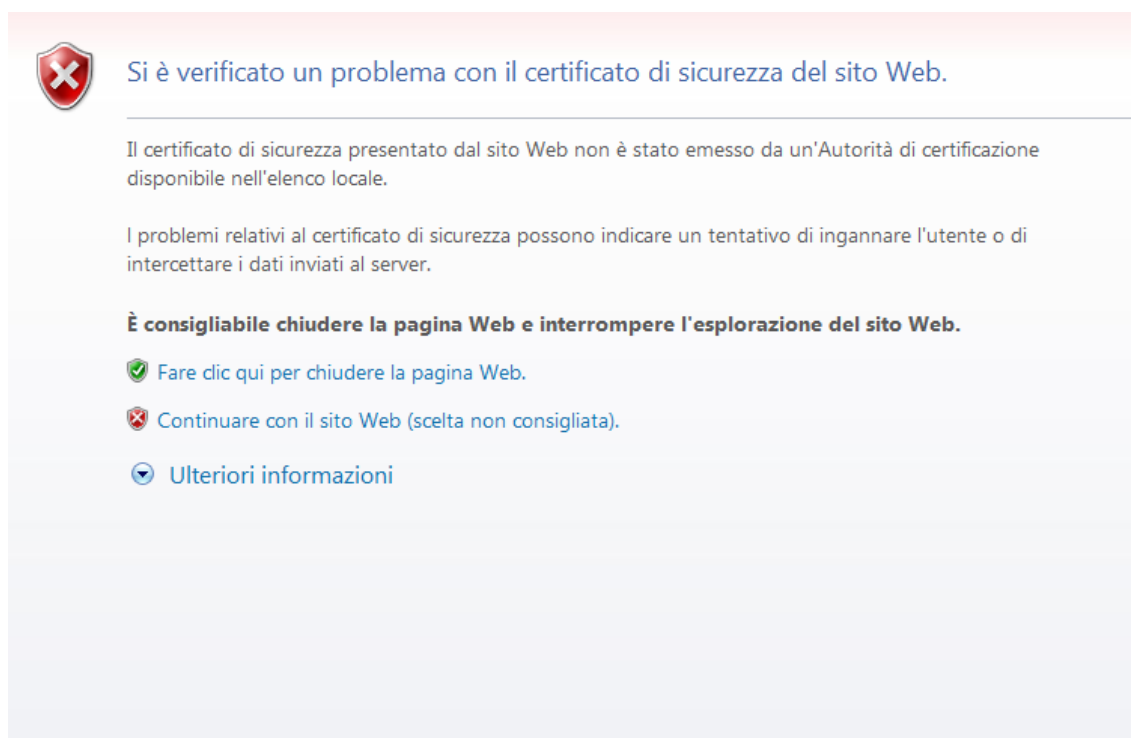 Si è verificato un problema con il certificato di sicurezza del sito Web.
Il certificato di sicurezza presentato dal sito Web non è stato emesso da un'Autorità di certificazione
disponibile nell'elenco locale.
I problemi relativi al certificato di sicurezza possono indicare un tentativo di ingannare l'utente o di
intercettare i dati inviati al server.
È consigliabile chiudere la pagina Web e interrompere l'esplorazione del sito Web.
Fare clic qui per chiudere la pagina Web.
Continuare con il sito Web (scelta non consigliata).
Ulteriori informazioni